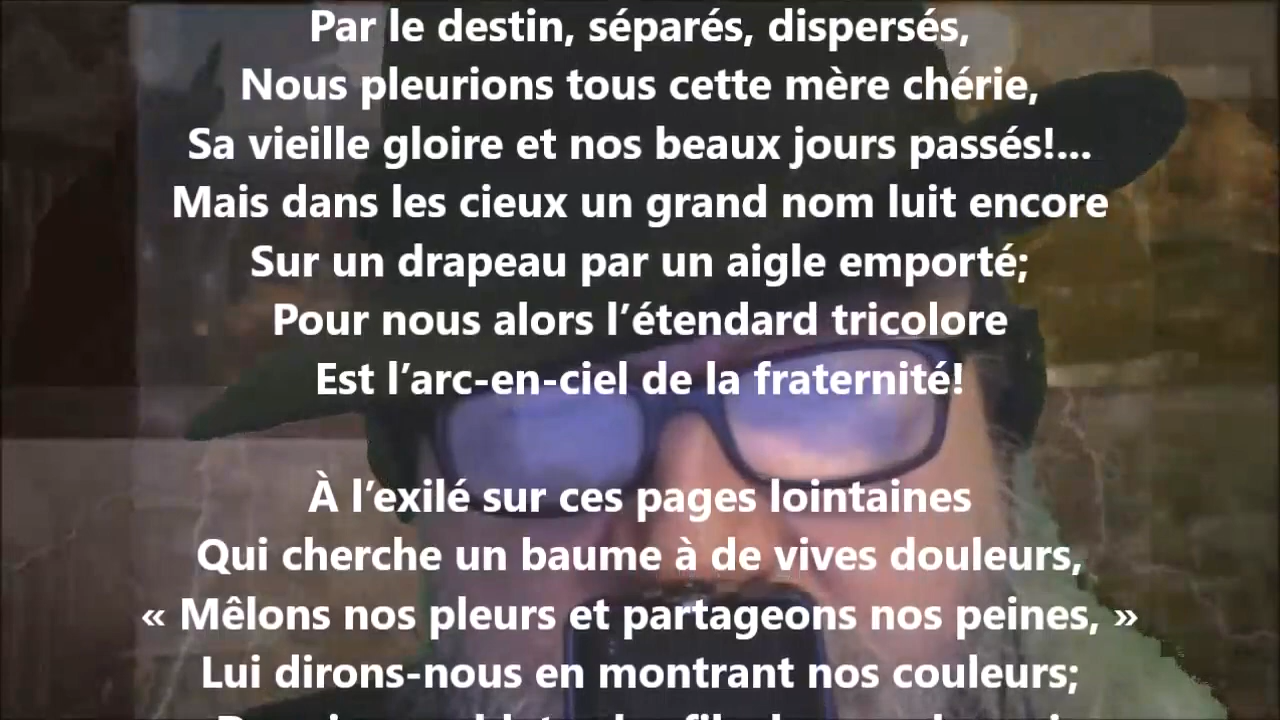 Par le destin, séparés, dispersés,
Nous pleurions tous cette mère chérie,
Sa vieille gloire et nos beaux jours passés!...
Mais dans les cieux un grand nom luit encore
Sur un drapeau par un aigle emporté;
Pour nous alors l’étendard tricolore
Est l’arc-en-ciel de la fraternité!
À l’exilé sur ces pages lointaines
Qui cherche un baume à de vives douleurs,
« Mêlons nos pleurs et partageons nos peines, »
Lui dirons-nous en montrant nos couleurs;